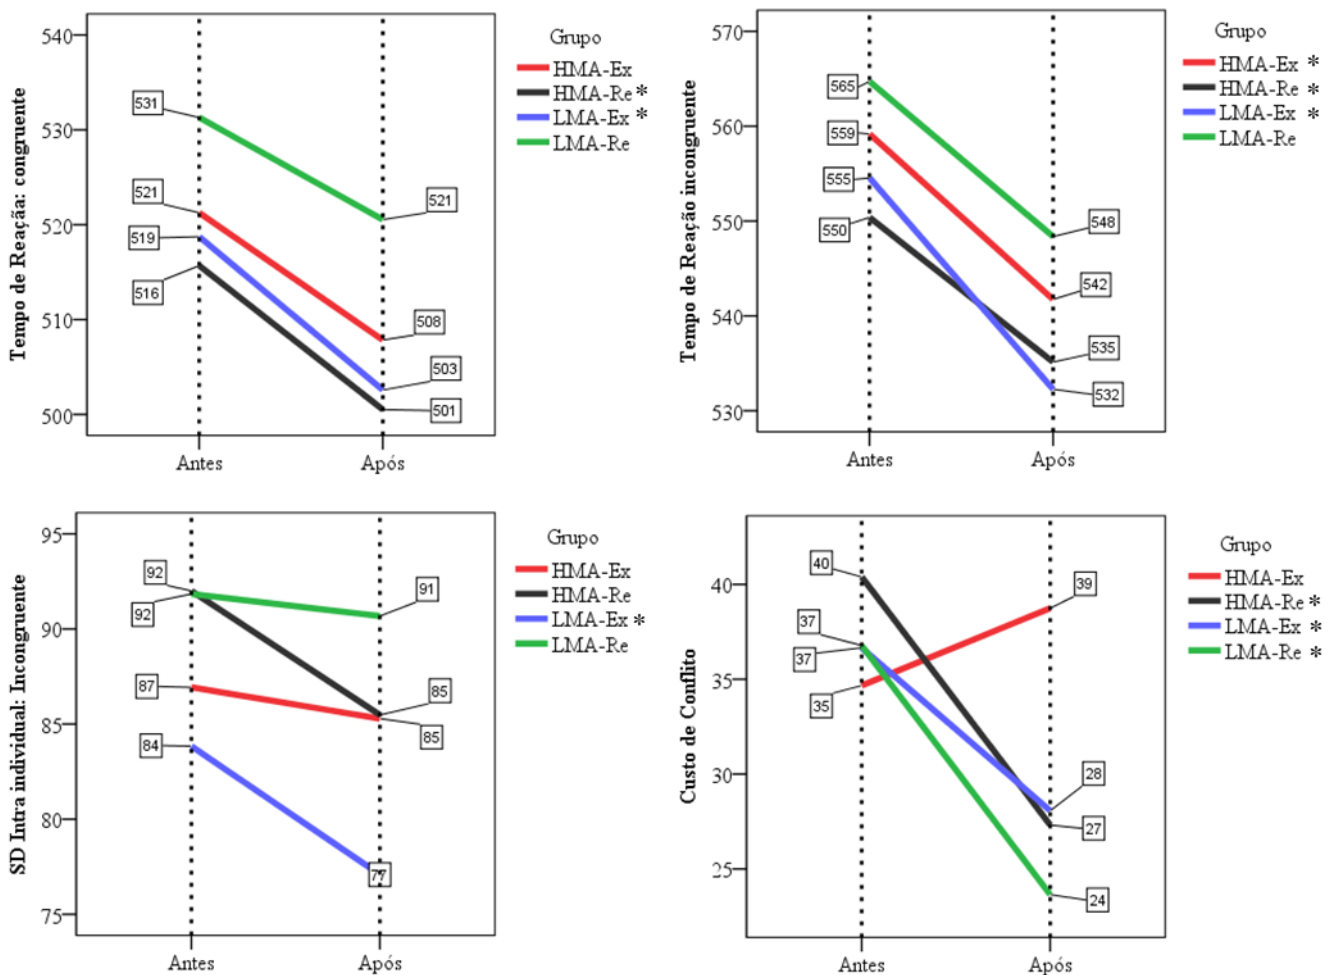 Tempo de Reaçâo: congruente
540
530
520
510
500
531
521
519
516
521
508
503
501
Antes
Após
Grupo
HMA-Ex
HMA-Re *
LMA-Ex *
LMA-Re
Tempo de Reaçâo incongruente
570
560
550
540
530
565
559
555
550
548
542
535
532
Antes
Após
Grupo
HMA-Ex *
HMA-Re *
LMA-Ex *
LMA-Re
SD Intra individual: Incongruente
95
90
85
80
75
92
92
87
84
91
85
85
77
Antes
Após
Grupo
HMA-Ex
HMA-Re
LMA-Ex *
LMA-Re
Custo de Conflito
40
35
30
25
40
37
37
35
39
28
27
24
Antes
Após
Grupo
HMA-Ex
HMA-Re *
LMA-Ex *
LMA-Re *